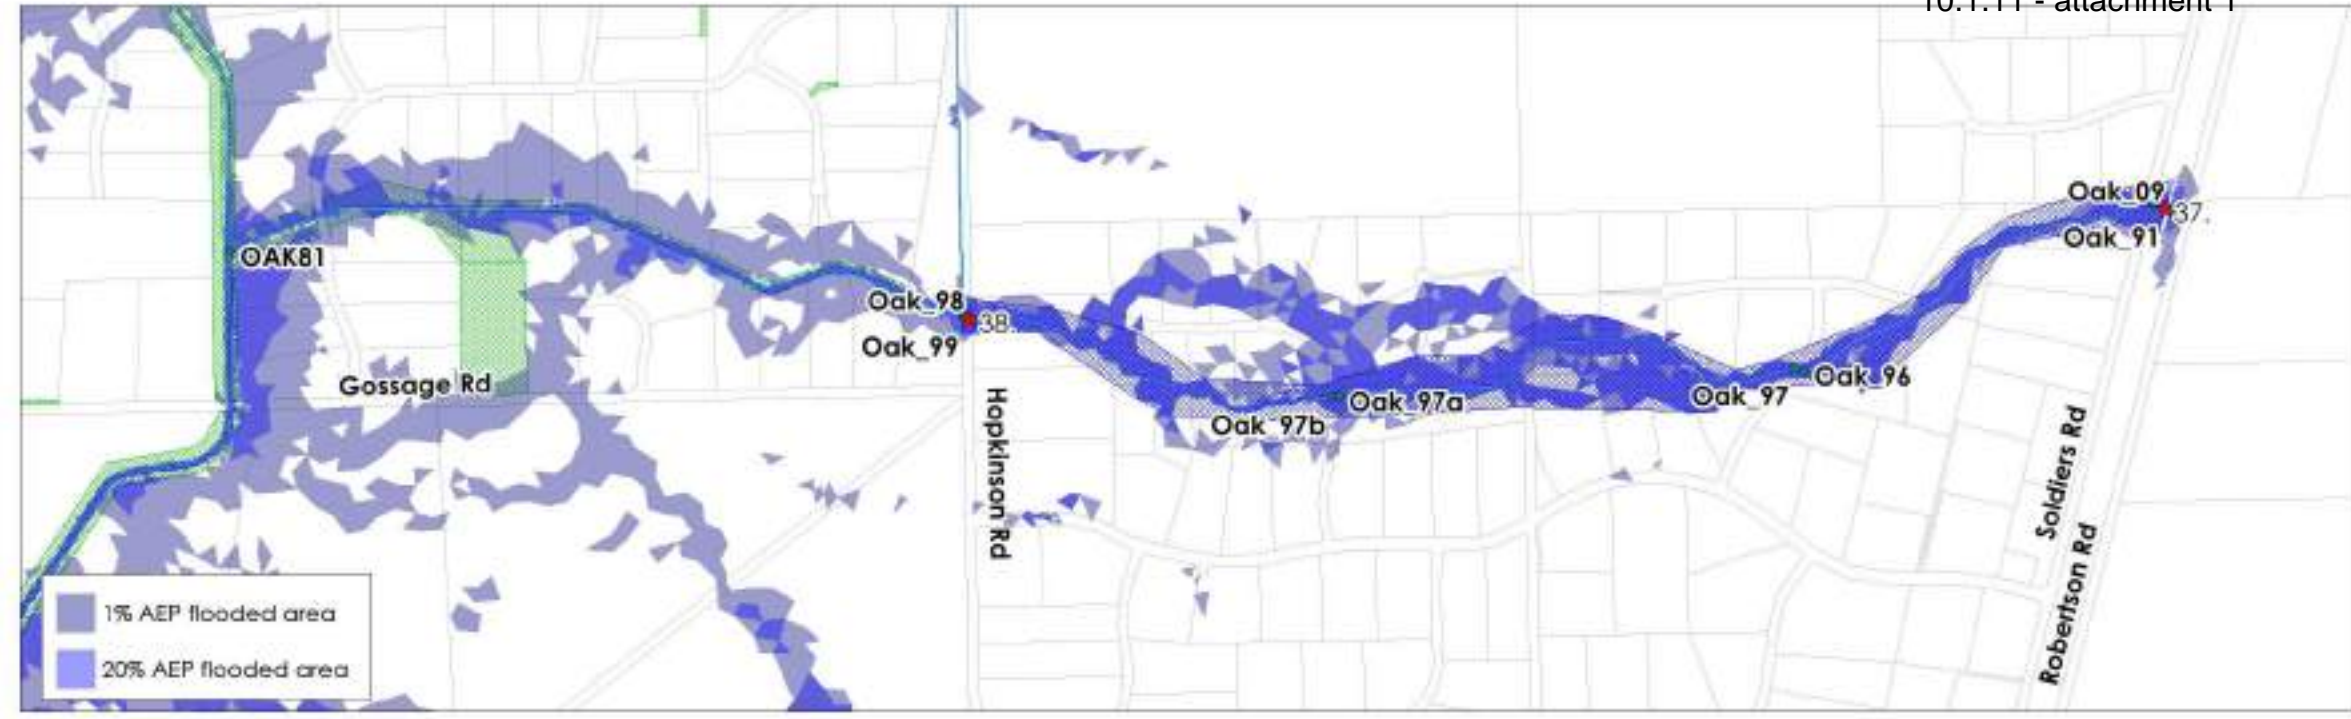 10.1.11 - attachment 1
Oak_09
37.
Oak_91
OAK81
Oak_98
38.
Oak_99
Gossage Rd
Hopkinson Rd
Oak_97b
Oak_97a
Oak_97
Oak_96
Soldiers Rd
Robertson Rd
1% AEP flooded area
20% AEP flooded area